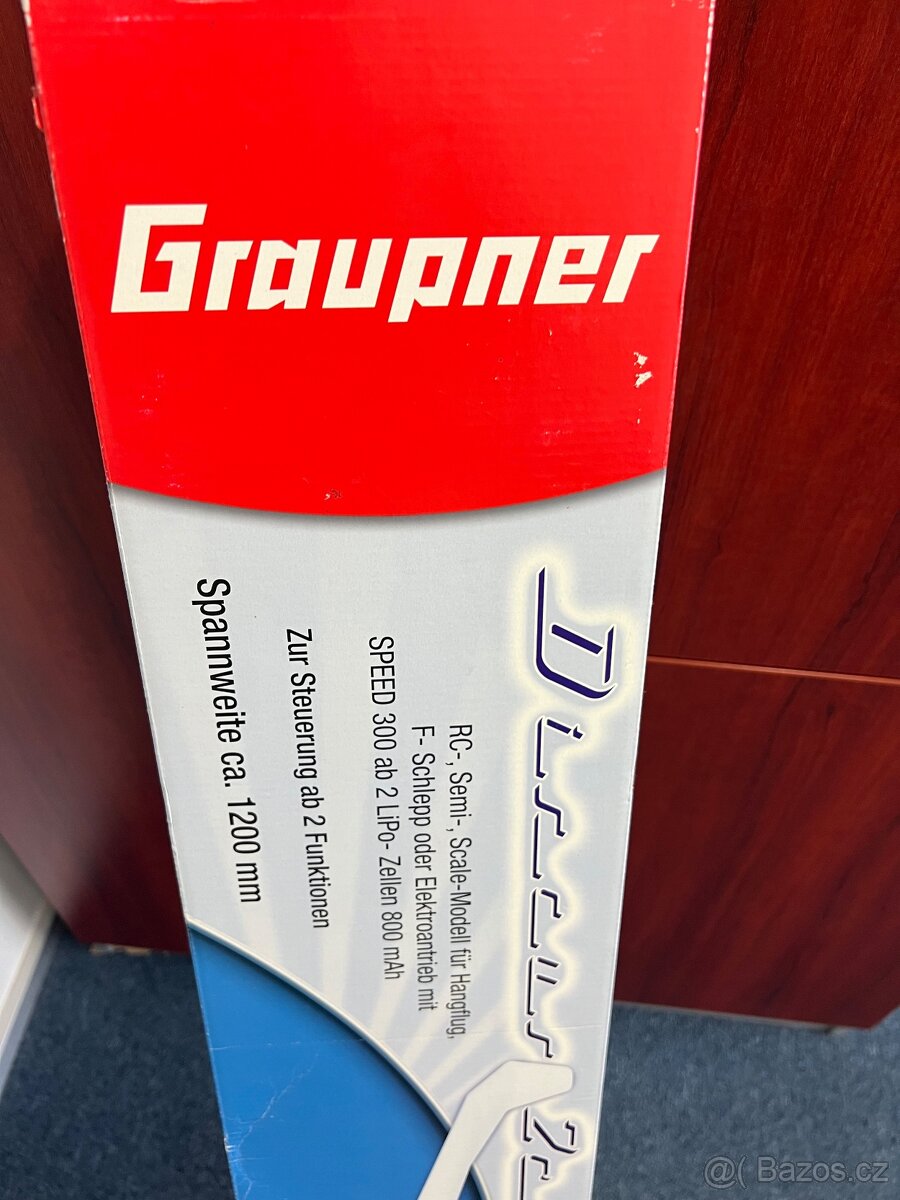 Graupner
Discus 2c
RC-, Semi-, Scale-Modell für Hangflug,
F- Schlepp oder Elektroantrieb mit
SPEED 300 ab 2 LiPo- Zellen 800 mAh
Zur Steuerung ab 2 Funktionen
Spannweite ca. 1200 mm
@( Bazos.cz